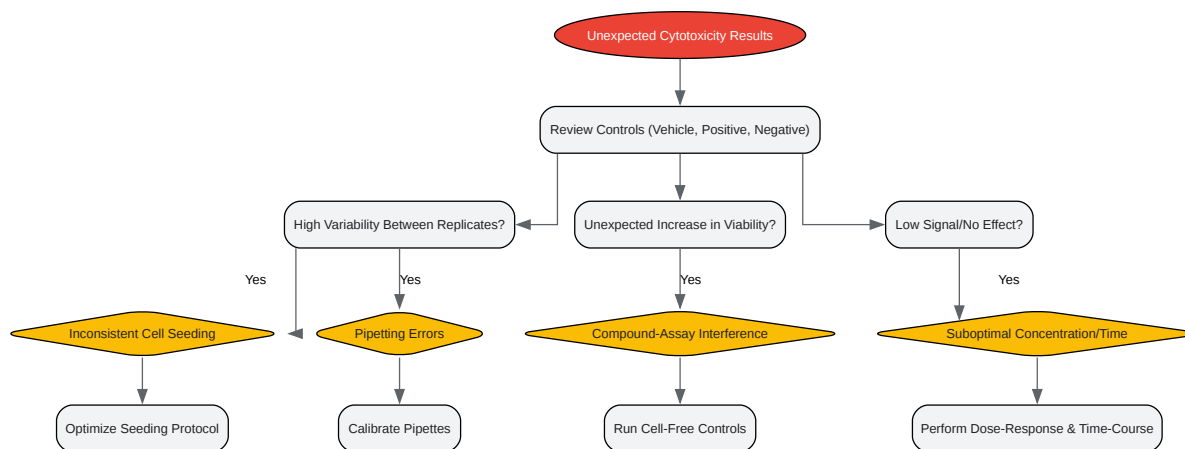 Unexpected Cytotoxicity Results
Review Controls (Vehicle, Positive, Negative)
High Variability Between Replicates?
Unexpected Increase in Viability?
Low Signal/No Effect?
Yes
Yes
Yes
Yes
Inconsistent Cell Seeding
Pipetting Errors
Compound-Assay Interference
Suboptimal Concentration/Time
Optimize Seeding Protocol
Calibrate Pipettes
Run Cell-Free Controls
Perform Dose-Response & Time-Course